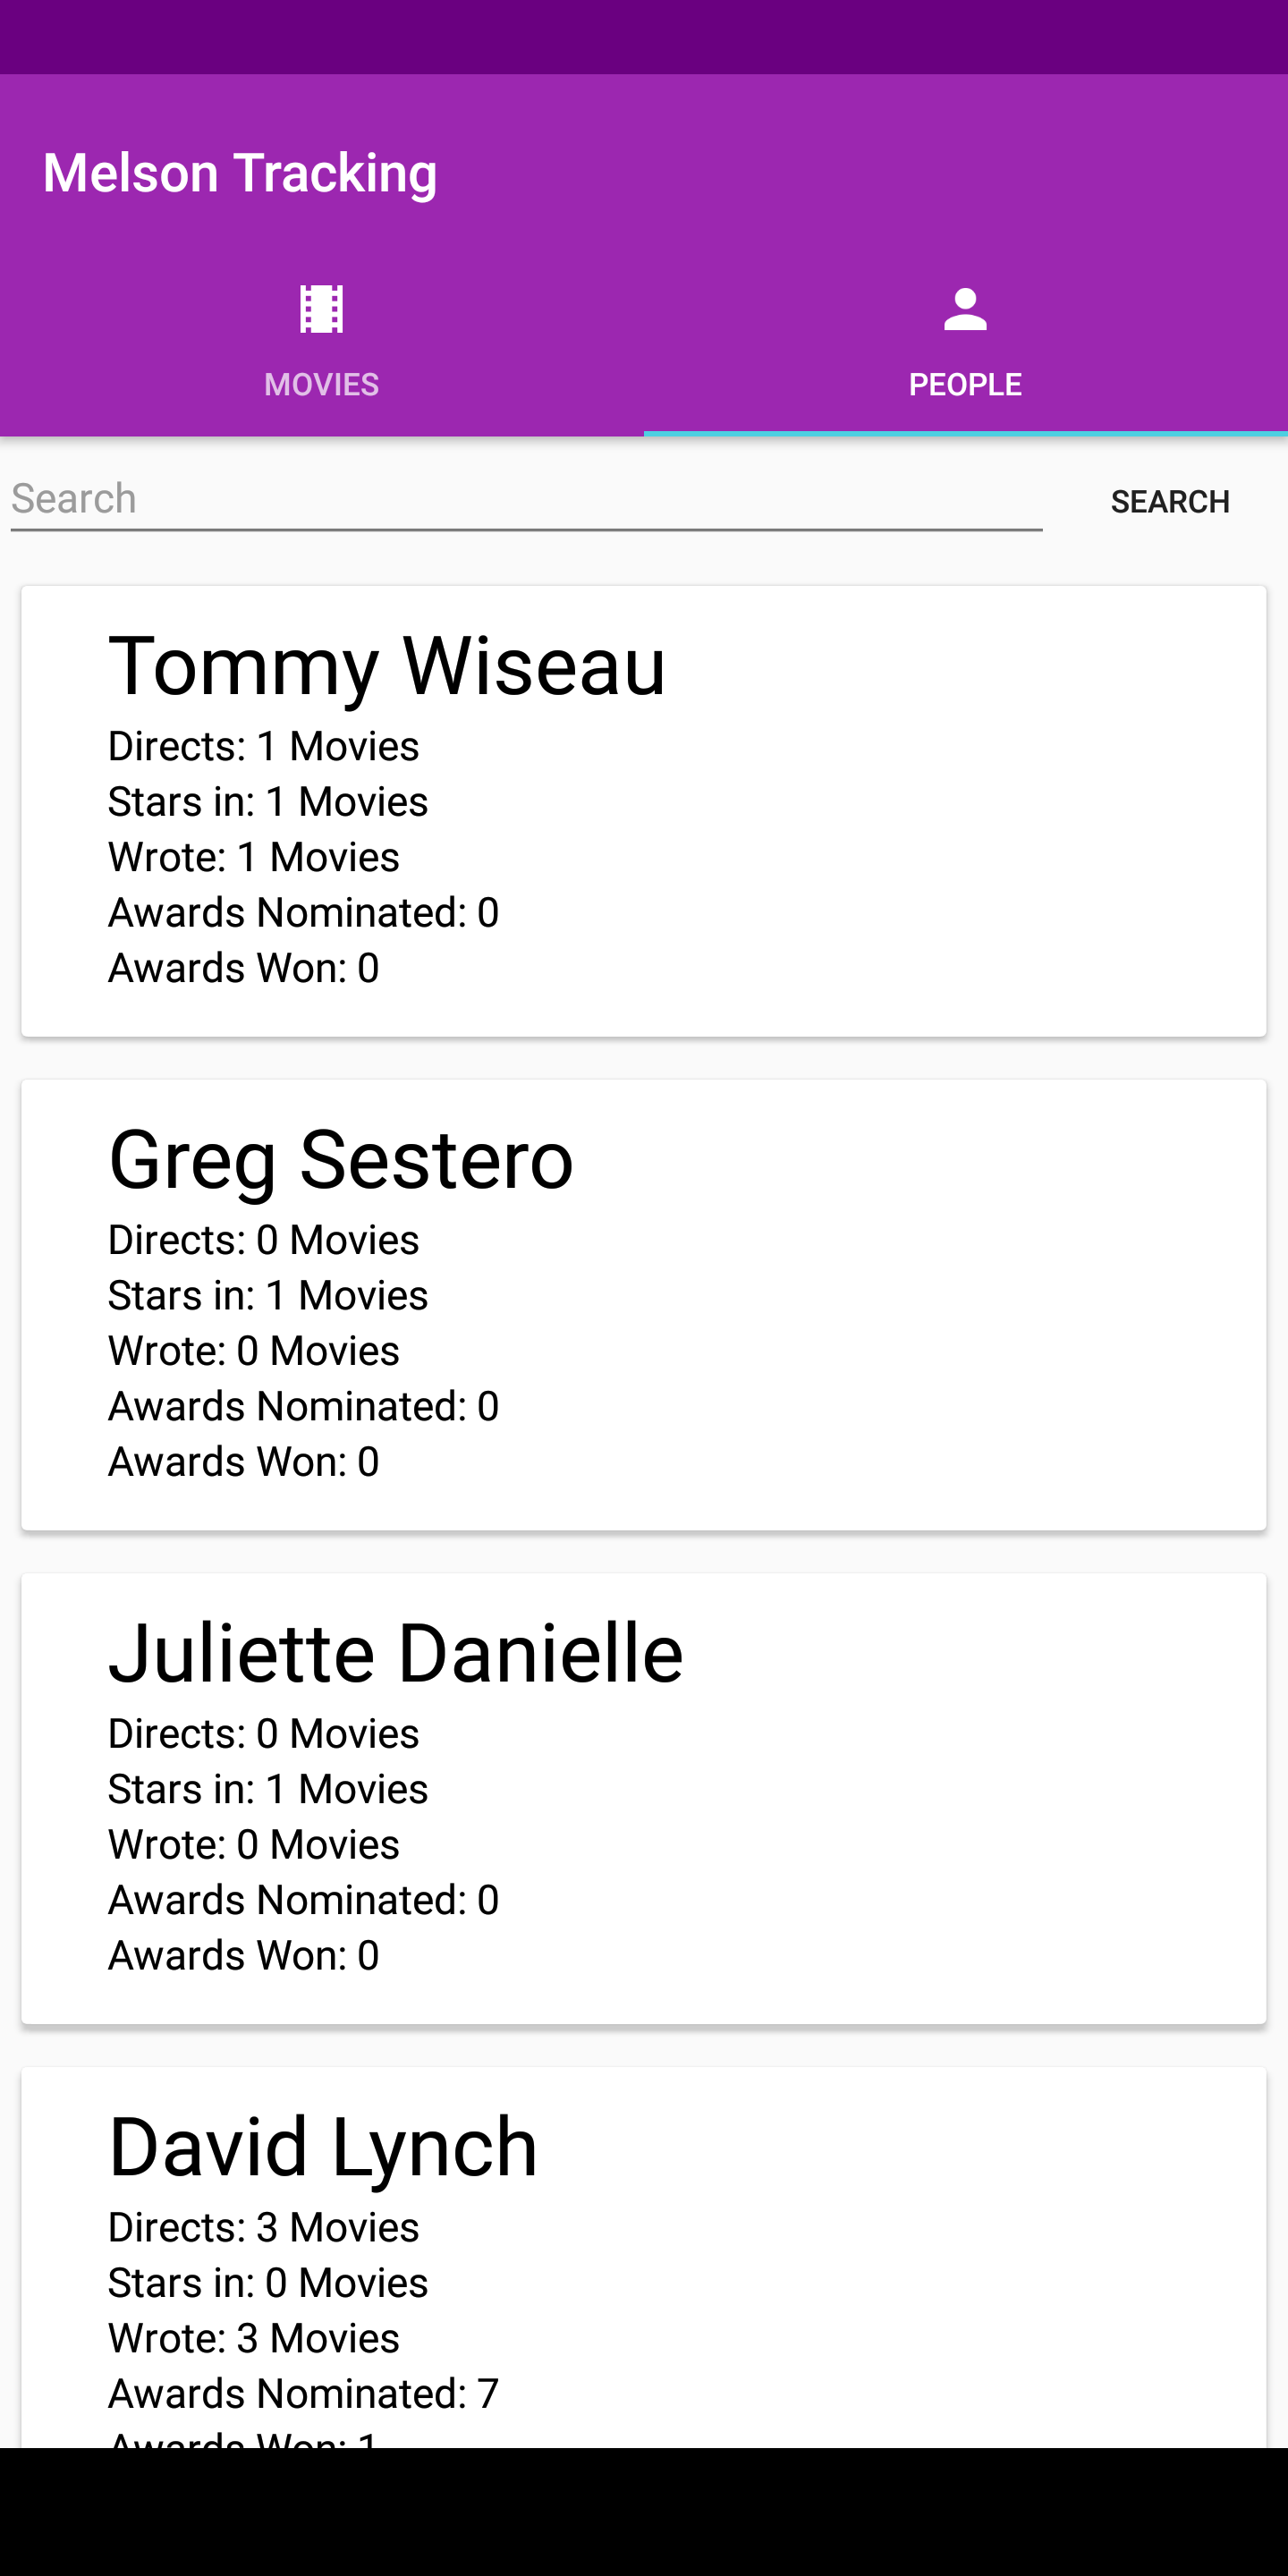 Melson Tracking
MOVIES
PEOPLE
Search
SEARCH
Tommy Wiseau
Directs: 1 Movies
Stars in: 1 Movies
Wrote: 1 Movies
Awards Nominated: 0
Awards Won: 0
Greg Sestero
Directs: 0 Movies
Stars in: 1 Movies
Wrote: 0 Movies
Awards Nominated: 0
Awards Won: 0
Juliette Danielle
Directs: 0 Movies
Stars in: 1 Movies
Wrote: 0 Movies
Awards Nominated: 0
Awards Won: 0
David Lynch
Directs: 3 Movies
Stars in: 0 Movies
Wrote: 3 Movies
Awards Nominated: 7
Awards Won: 1